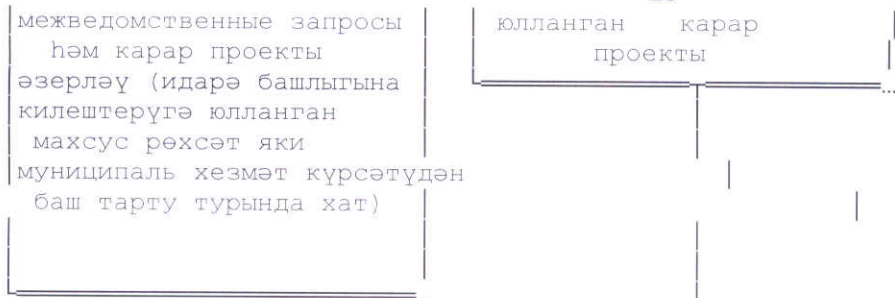 межведомственные запросы
һәм карар проекты
әзерләү (идарә башлыгына
килештерүгә юлланган
махсус рөхсәт яки
муниципаль хезмәт күрсәтүдән
баш тарту турында хат)
юлланган карар
проекты